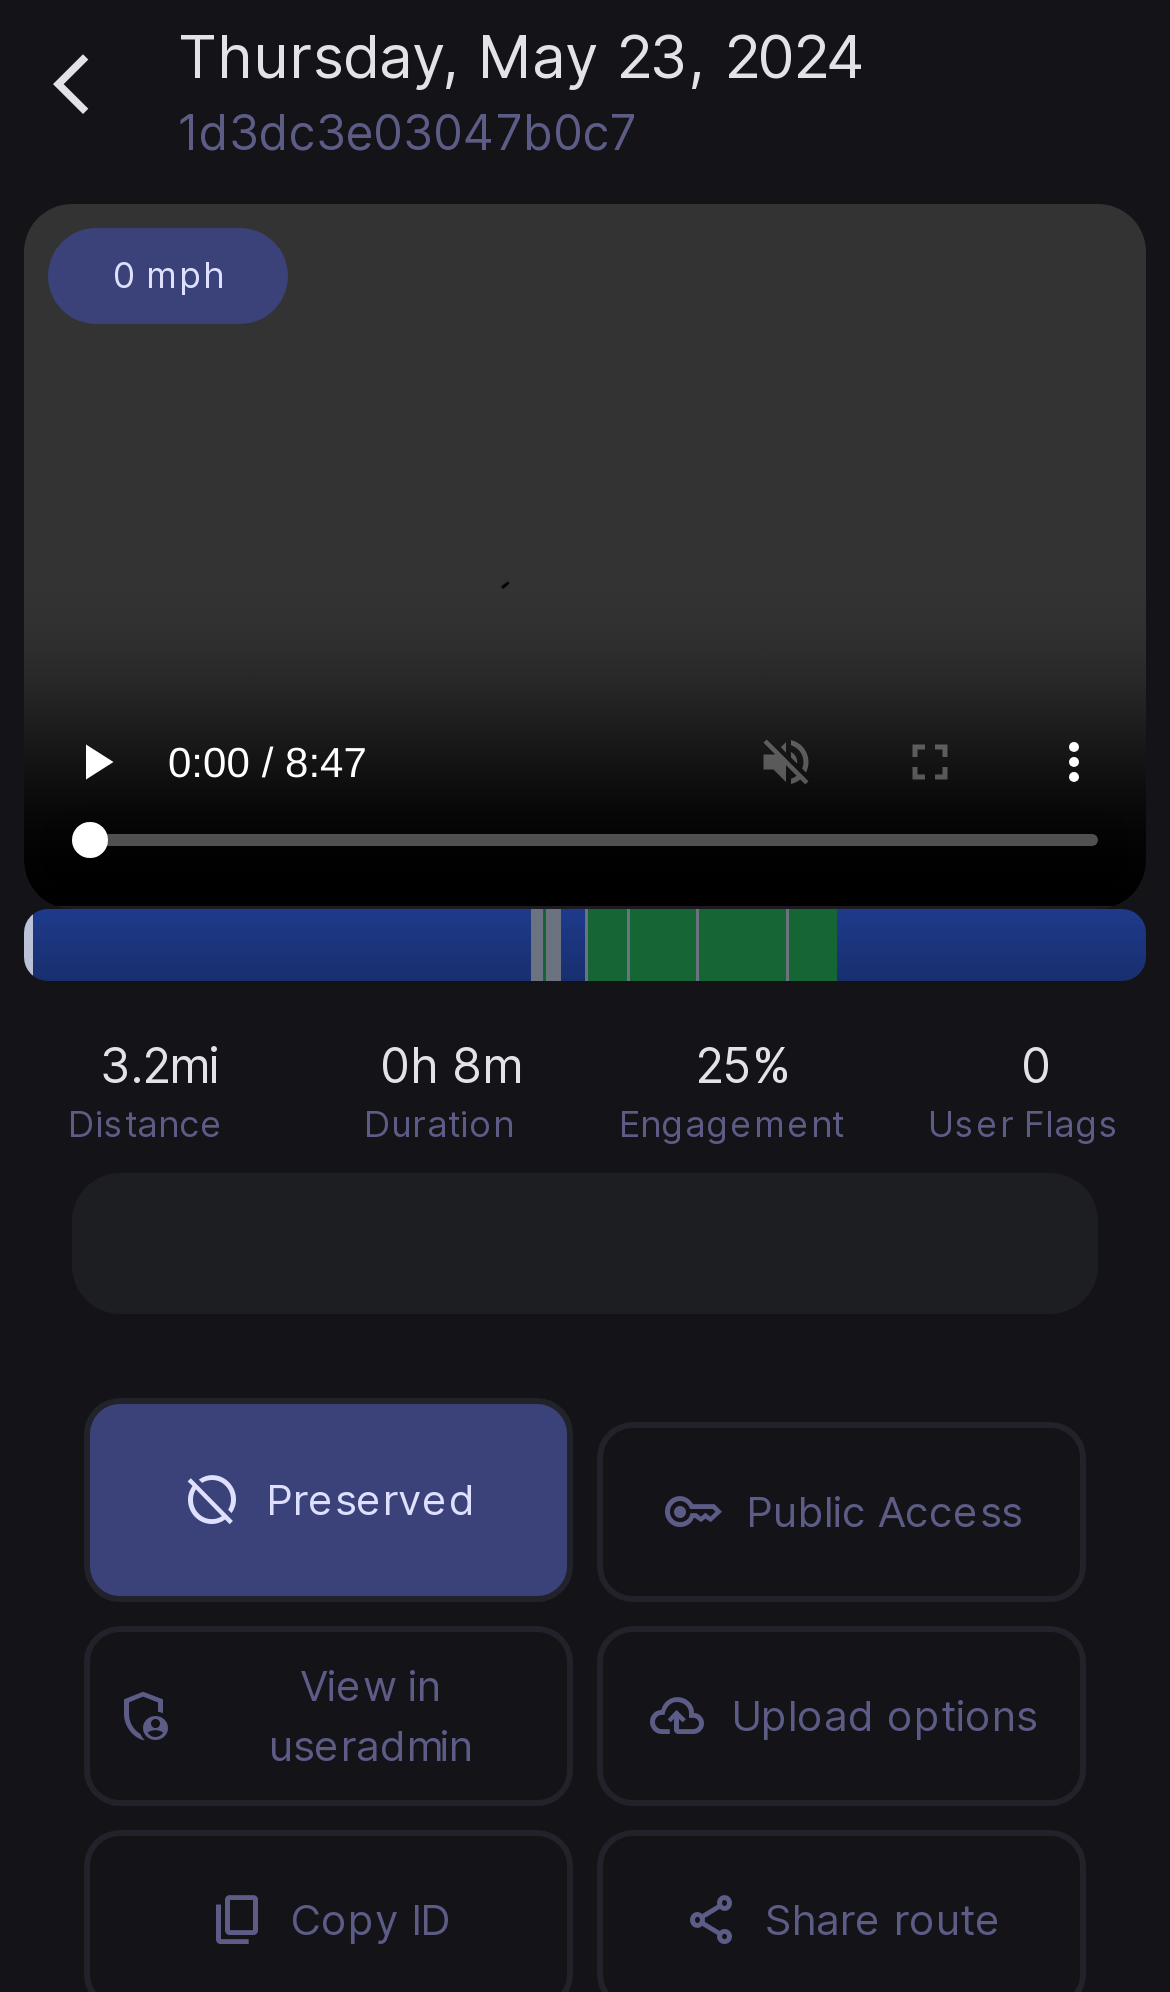 Thursday, May 23, 2024
1d3dc3e03047b0c7
0 mph
0:00 / 8:47
3.2mi
Distance
0h 8m
Duration
25%
Engagement
0
User Flags
Preserved
Public Access
View in
useradmin
Upload options
Copy ID
Share route